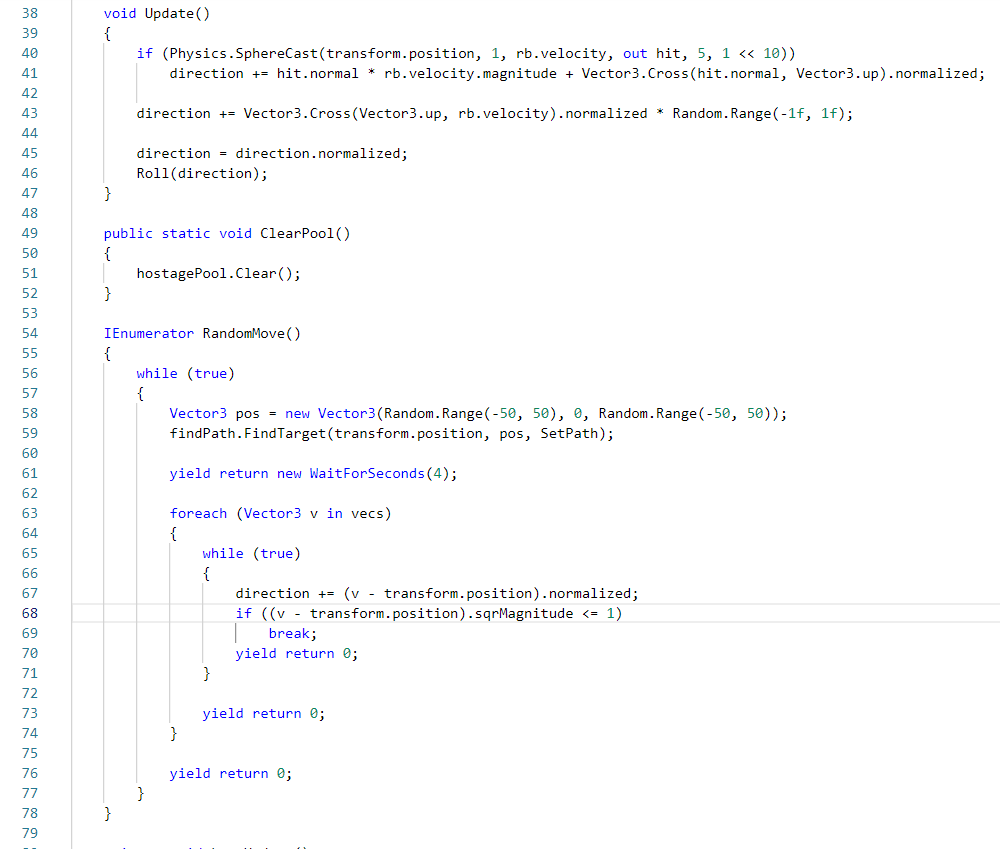 38 void Update()
39 {
40 if (Physics.SphereCast(transform.position, 1, rb.velocity, out hit, 5, 1 << 10))
41 direction += hit.normal * rb.velocity.magnitude + Vector3.Cross(hit.normal, Vector3.up).normalized;
42
43 direction += Vector3.Cross(Vector3.up, rb.velocity).normalized * Random.Range(-1f, 1f);
44
45 direction = direction.normalized;
46 Roll(direction);
47 }
48
49 public static void ClearPool()
50 {
51 hostagePool.Clear();
52 }
53
54 IEnumerator RandomMove()
55 {
56 while (true)
57 {
58 Vector3 pos = new Vector3(Random.Range(-50, 50), 0, Random.Range(-50, 50));
59 findPath.FindTarget(transform.position, pos, SetPath);
60
61 yield return new WaitForSeconds(4);
62
63 foreach (Vector3 v in vecs)
64 {
65 while (true)
66 {
67 direction += (v - transform.position).normalized;
68 if ((v - transform.position).sqrMagnitude <= 1)
69 break;
70 yield return 0;
71 }
72
73 yield return 0;
74 }
75
76 yield return 0;
77 }
78 }
79